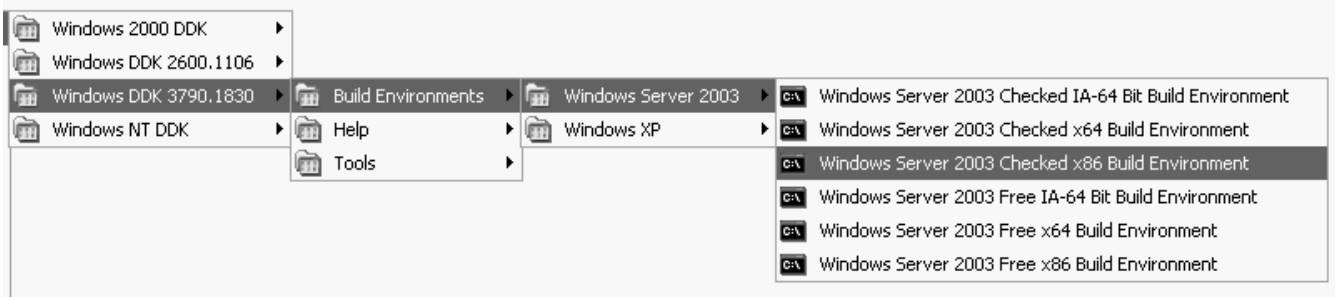 Windows 2000 DDK
Windows DDK 2600.1106
Windows DDK 3790.1830
Windows NT DDK
Build Environments
Help
Tools
Windows Server 2003
Windows XP
Windows Server 2003 Checked IA-64 Bit Build Environment
Windows Server 2003 Checked x64 Build Environment
Windows Server 2003 Checked x86 Build Environment
Windows Server 2003 Free IA-64 Bit Build Environment
Windows Server 2003 Free x64 Build Environment
Windows Server 2003 Free x86 Build Environment